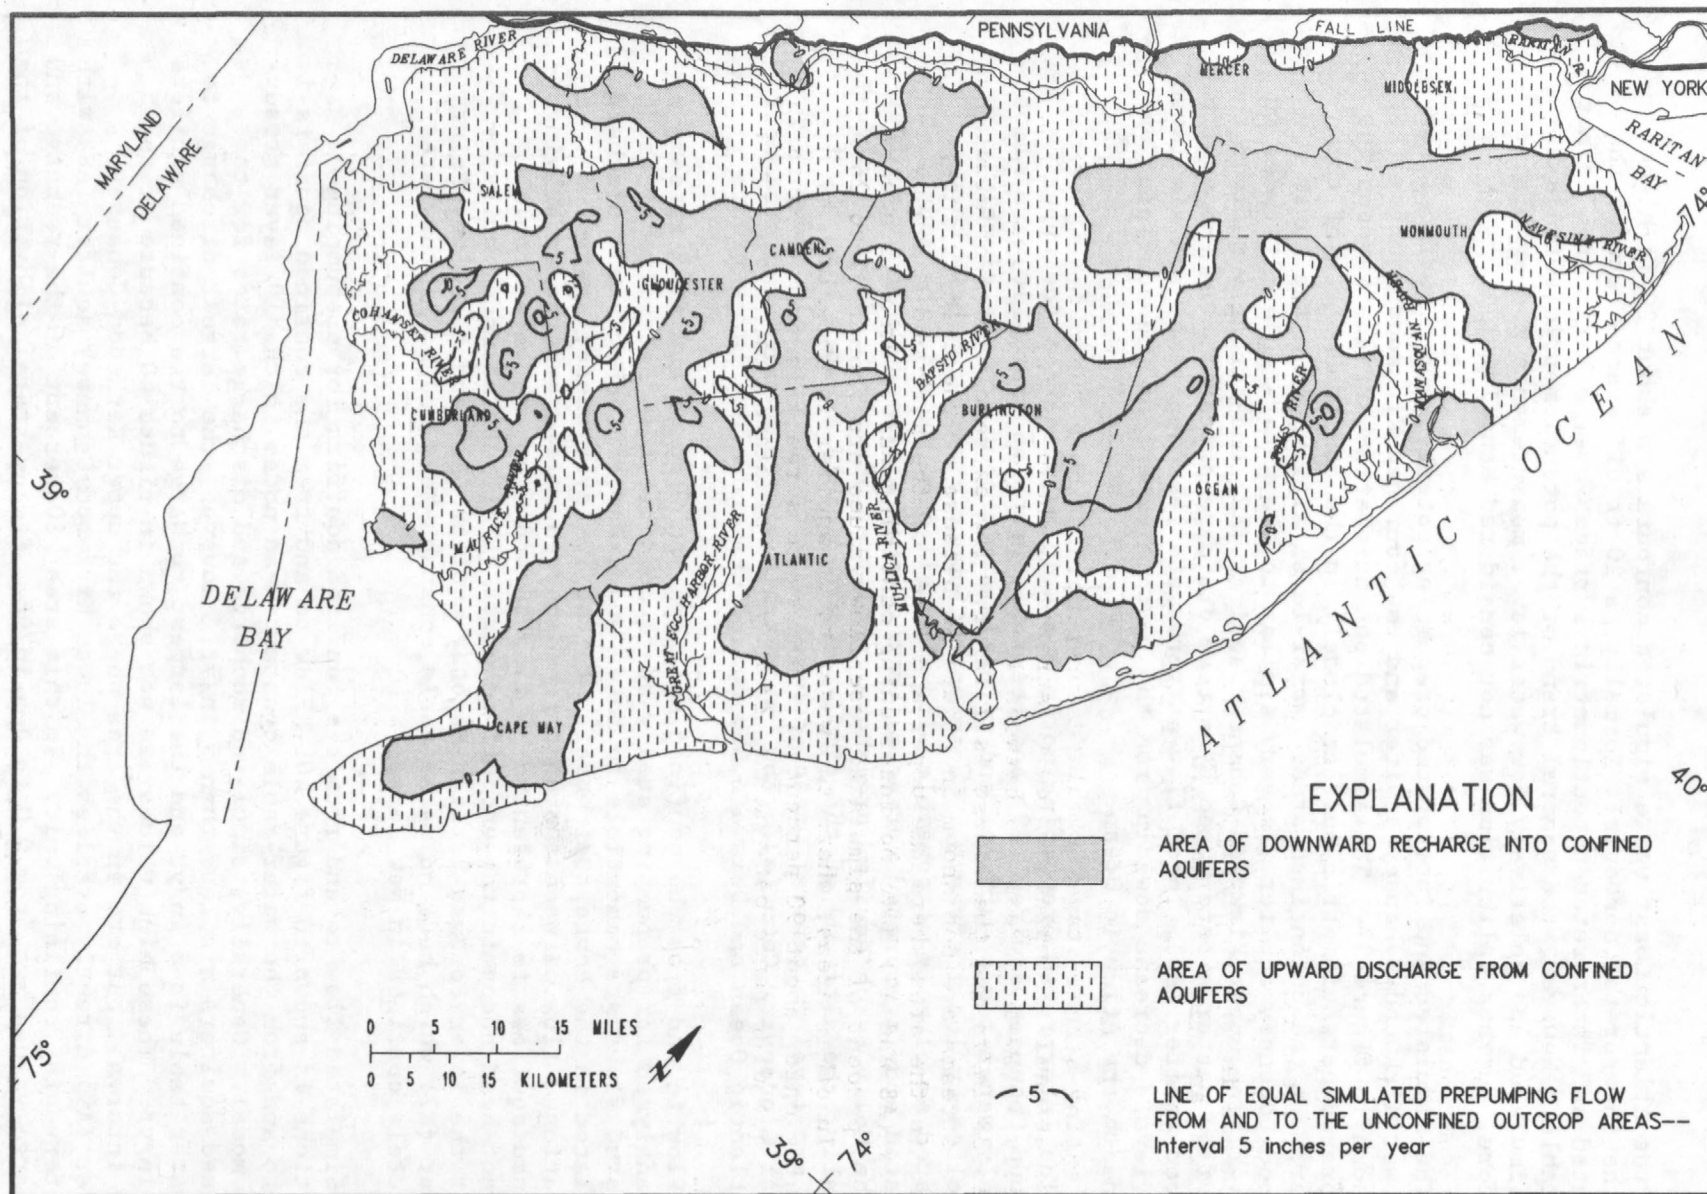 PENNSYLVANIA
FALL LINE
DELAWARE RIVER
RARITAN R.
MERCER
MIDDLESEX
NEW YORK
RARITAN
BAY
MARYLAND
DELAWARE
74°
SALEM
CAMDEN
MONMOUTH
NAVESINK RIVER
GLOUCESTER
COHANSEY RIVER
BATSTO RIVER
MANASQUAN RIVER
CUMBERLAND
BURLINGTON
TOMS RIVER
OCEAN
39°
MAURICE RIVER
ATLANTIC
GREAT EGG HARBOR RIVER
MULLICA RIVER
DELAWARE
BAY
CAPE MAY
ATLANTIC OCEAN
40°
EXPLANATION
AREA OF DOWNWARD RECHARGE INTO CONFINED
AQUIFERS
AREA OF UPWARD DISCHARGE FROM CONFINED
AQUIFERS
0 5 10 15 MILES
0 5 10 15 KILOMETERS
N
75°
5
LINE OF EQUAL SIMULATED PREPUMPING FLOW
FROM AND TO THE UNCONFINED OUTCROP AREAS--
Interval 5 inches per year
39°
74°